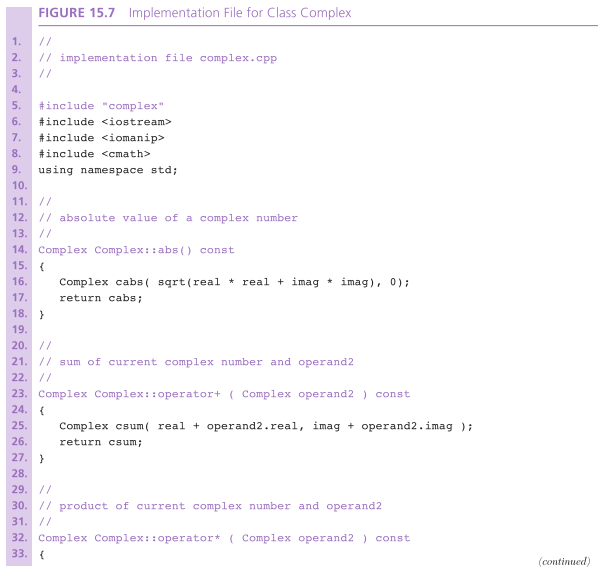 FIGURE 15.7 Implementation File for Class Complex
1. //
2. // implementation file complex.cpp
3. //
4.
5. #include "complex"
6. #include <iostream>
7. #include <iomanip>
8. #include <cmath>
9. using namespace std;
10.
11. //
12. // absolute value of a complex number
13. //
14. Complex Complex::abs() const
15. {
16. Complex cabs( sqrt(real * real + imag * imag), 0);
17. return cabs;
18. }
19.
20. //
21. // sum of current complex number and operand2
22. //
23. Complex Complex::operator+ ( Complex operand2 ) const
24. {
25. Complex csum( real + operand2.real, imag + operand2.imag );
26. return csum;
27. }
28.
29. //
30. // product of current complex number and operand2
31. //
32. Complex Complex::operator* ( Complex operand2 ) const
33. {
(continued)